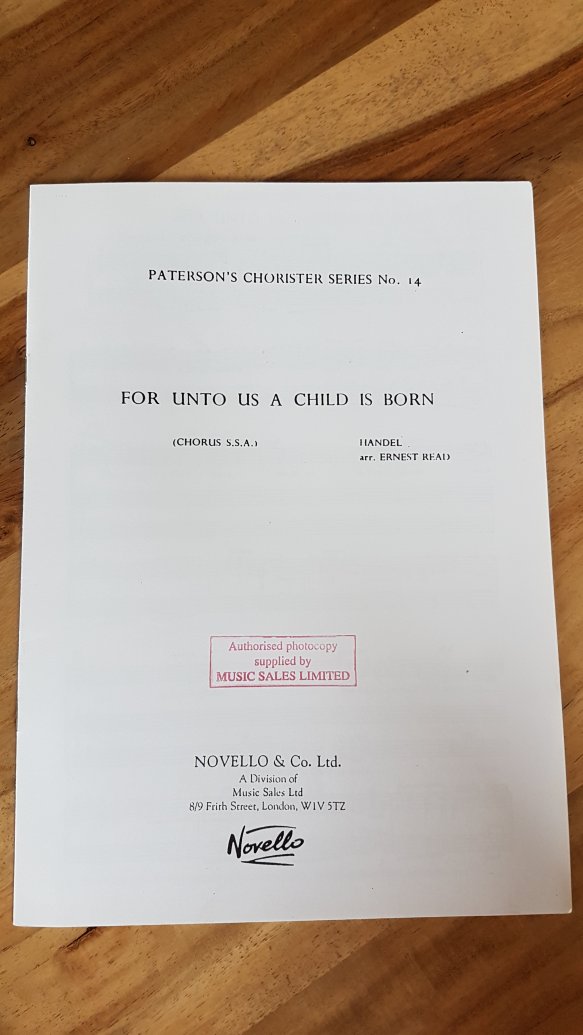 PATERSON'S CHORISTER SERIES No. 14
FOR UNTO US A CHILD IS BORN
(CHORUS S.S.A.) HANDEL
arr. ERNEST READ
Authorised photocopy
supplied by
MUSIC SALES LIMITED
NOVELLO & Co. Ltd.
A Division of
Music Sales Ltd
8/9 Frith Street, London, W1V 5TZ
Novello